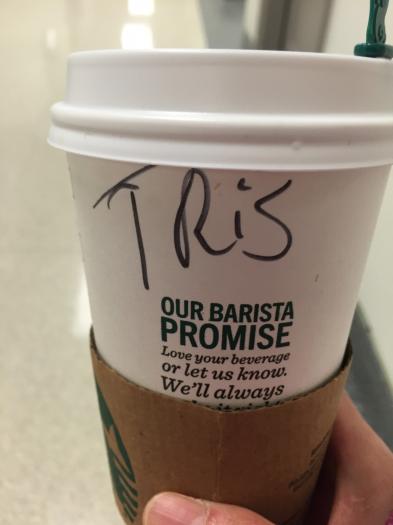 TRiS
OUR BARISTA
PROMISE
Love your beverage
or let us know.
We'll always